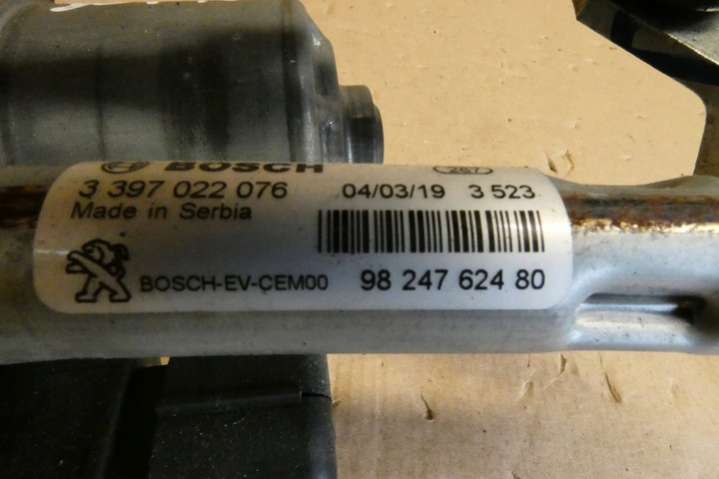 BOSCH 267
3 397 022 076 04/03/19 3 523
Made in Serbia
BOSCH-EV-CEM00 98 247 624 80